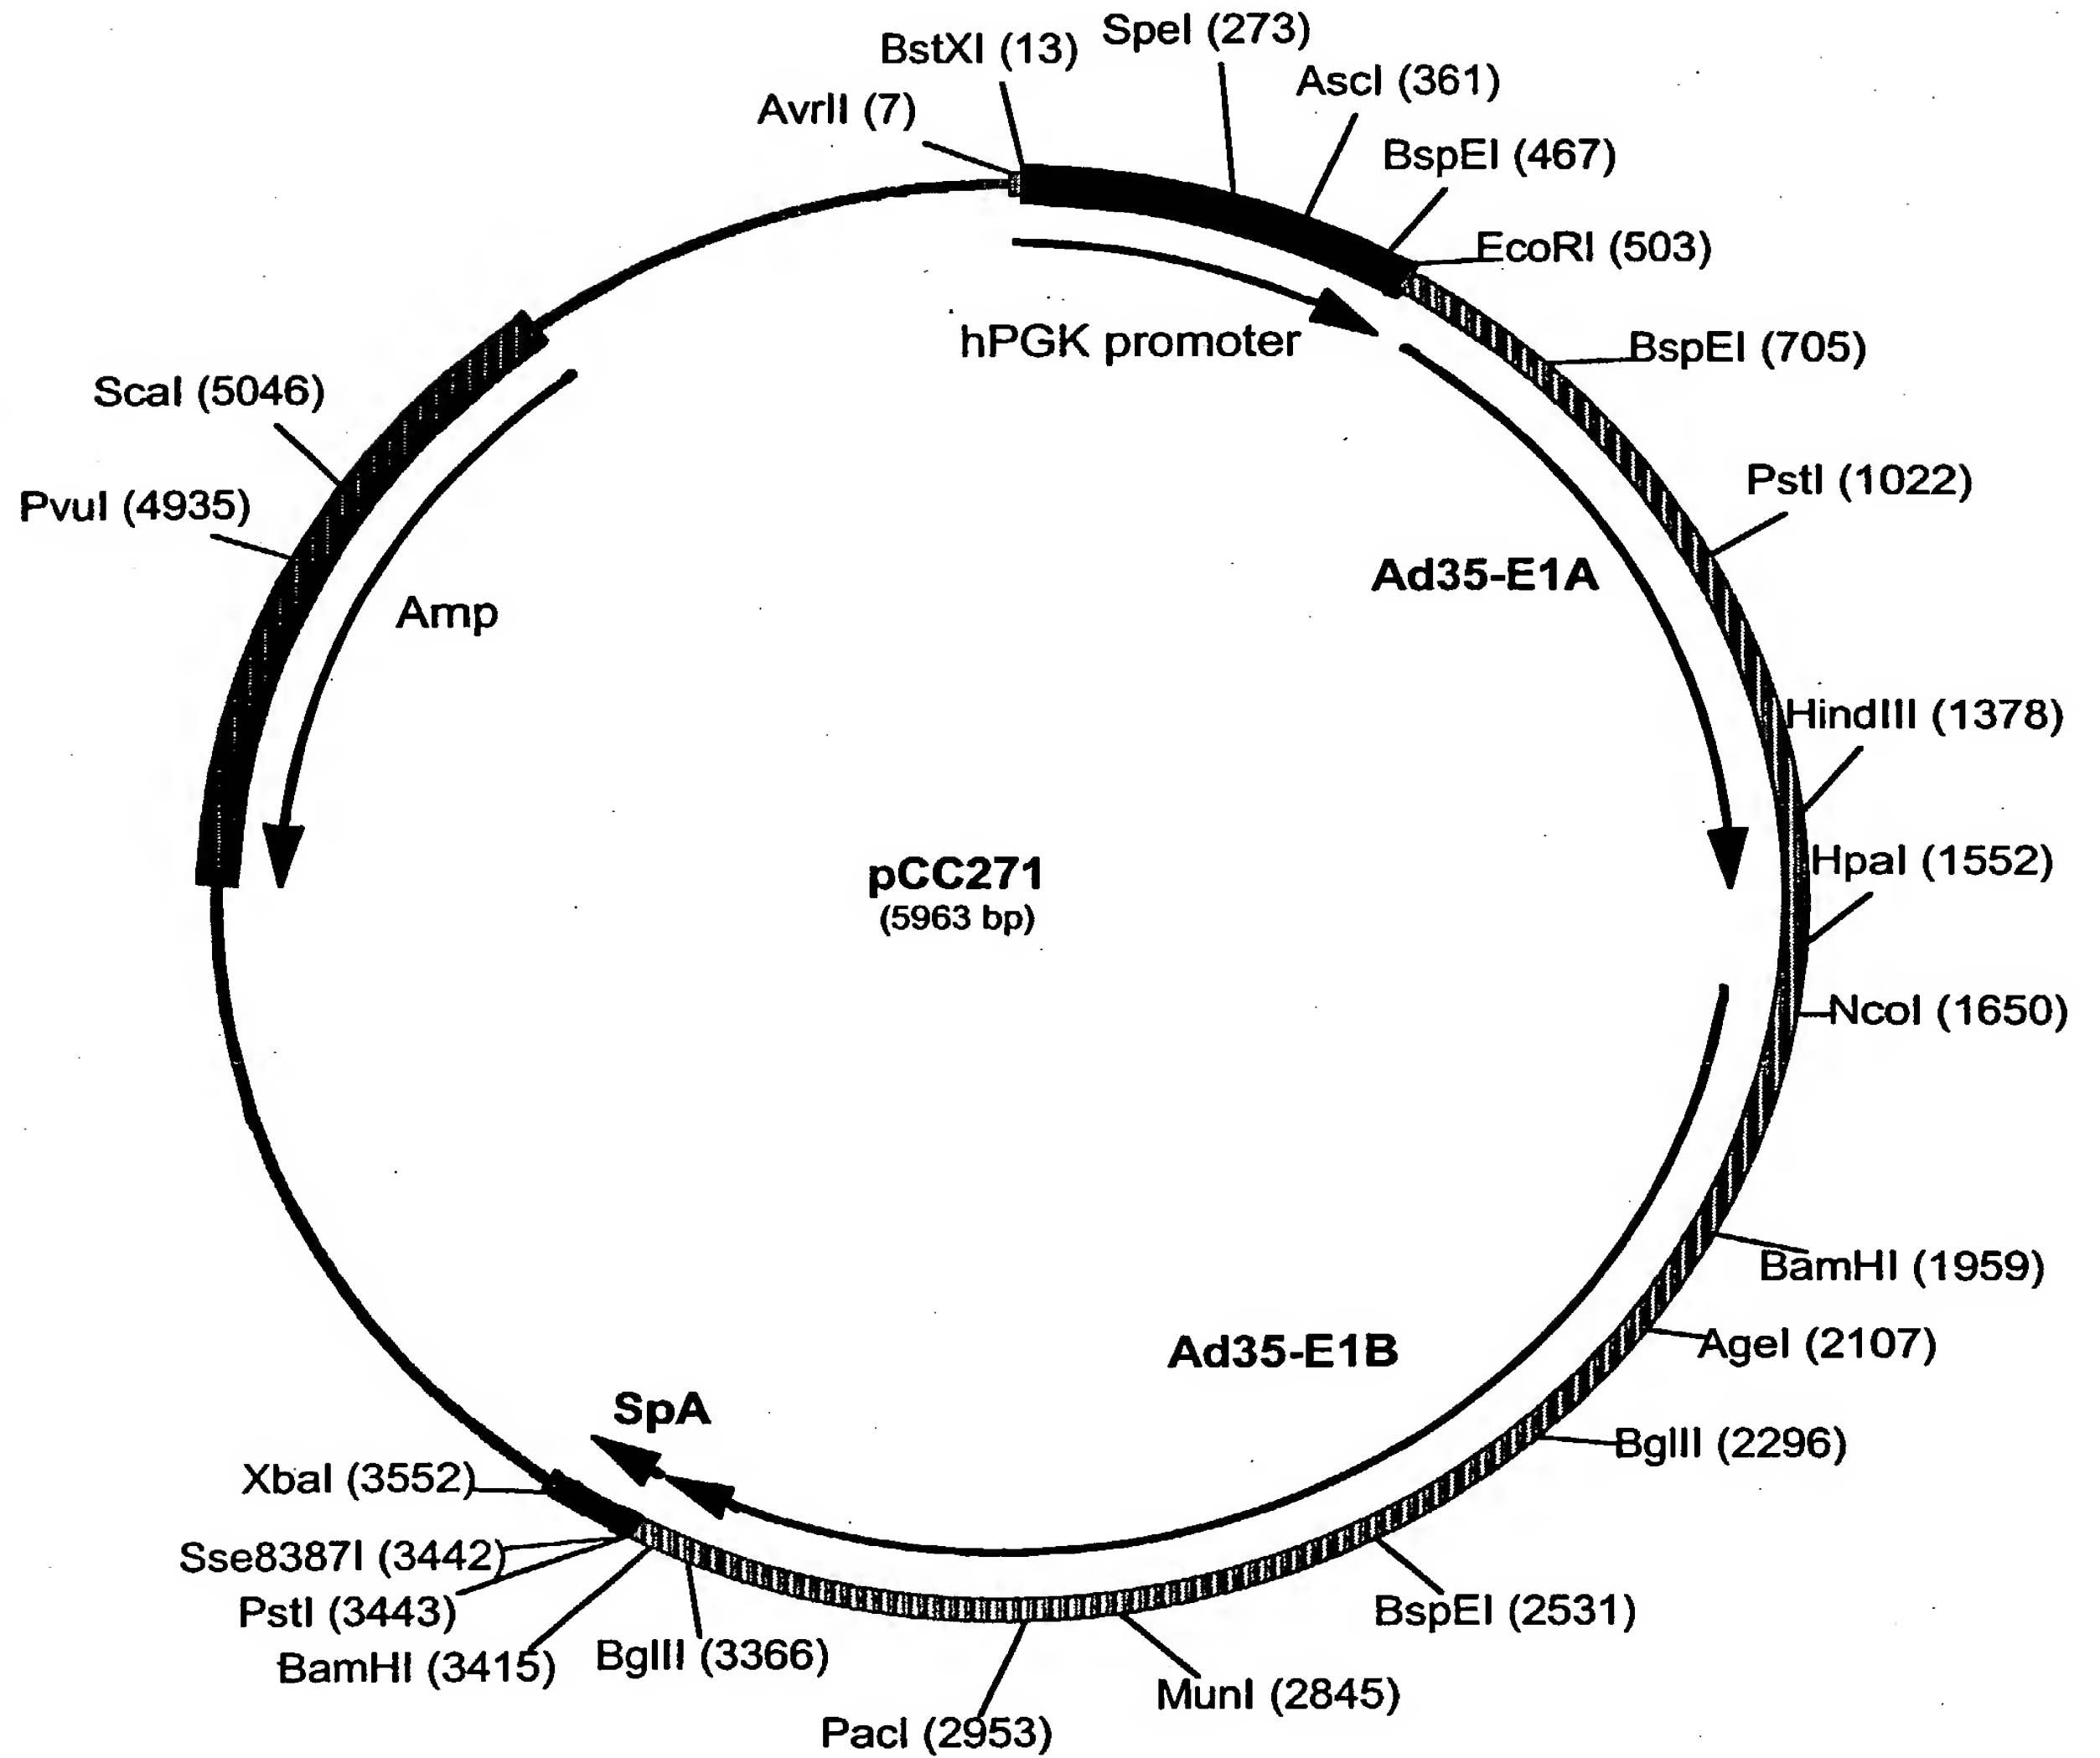 BstXI (13)
SpeI (273)
AscI (361)
AvrII (7)
BspEI (467)
EcoRI (503)
hPGK promoter
BspEI (705)
ScaI (5046)
PstI (1022)
PvuI (4935)
Ad35-E1A
Amp
HindIII (1378)
HpaI (1552)
pCC271
(5963 bp)
NcoI (1650)
BamHI (1959)
AgeI (2107)
Ad35-E1B
SpA
BglII (2296)
XbaI (3552)
Sse8387I (3442)
PstI (3443)
BspEI (2531)
BglII (3366)
BamHI (3415)
MunI (2845)
PacI (2953)